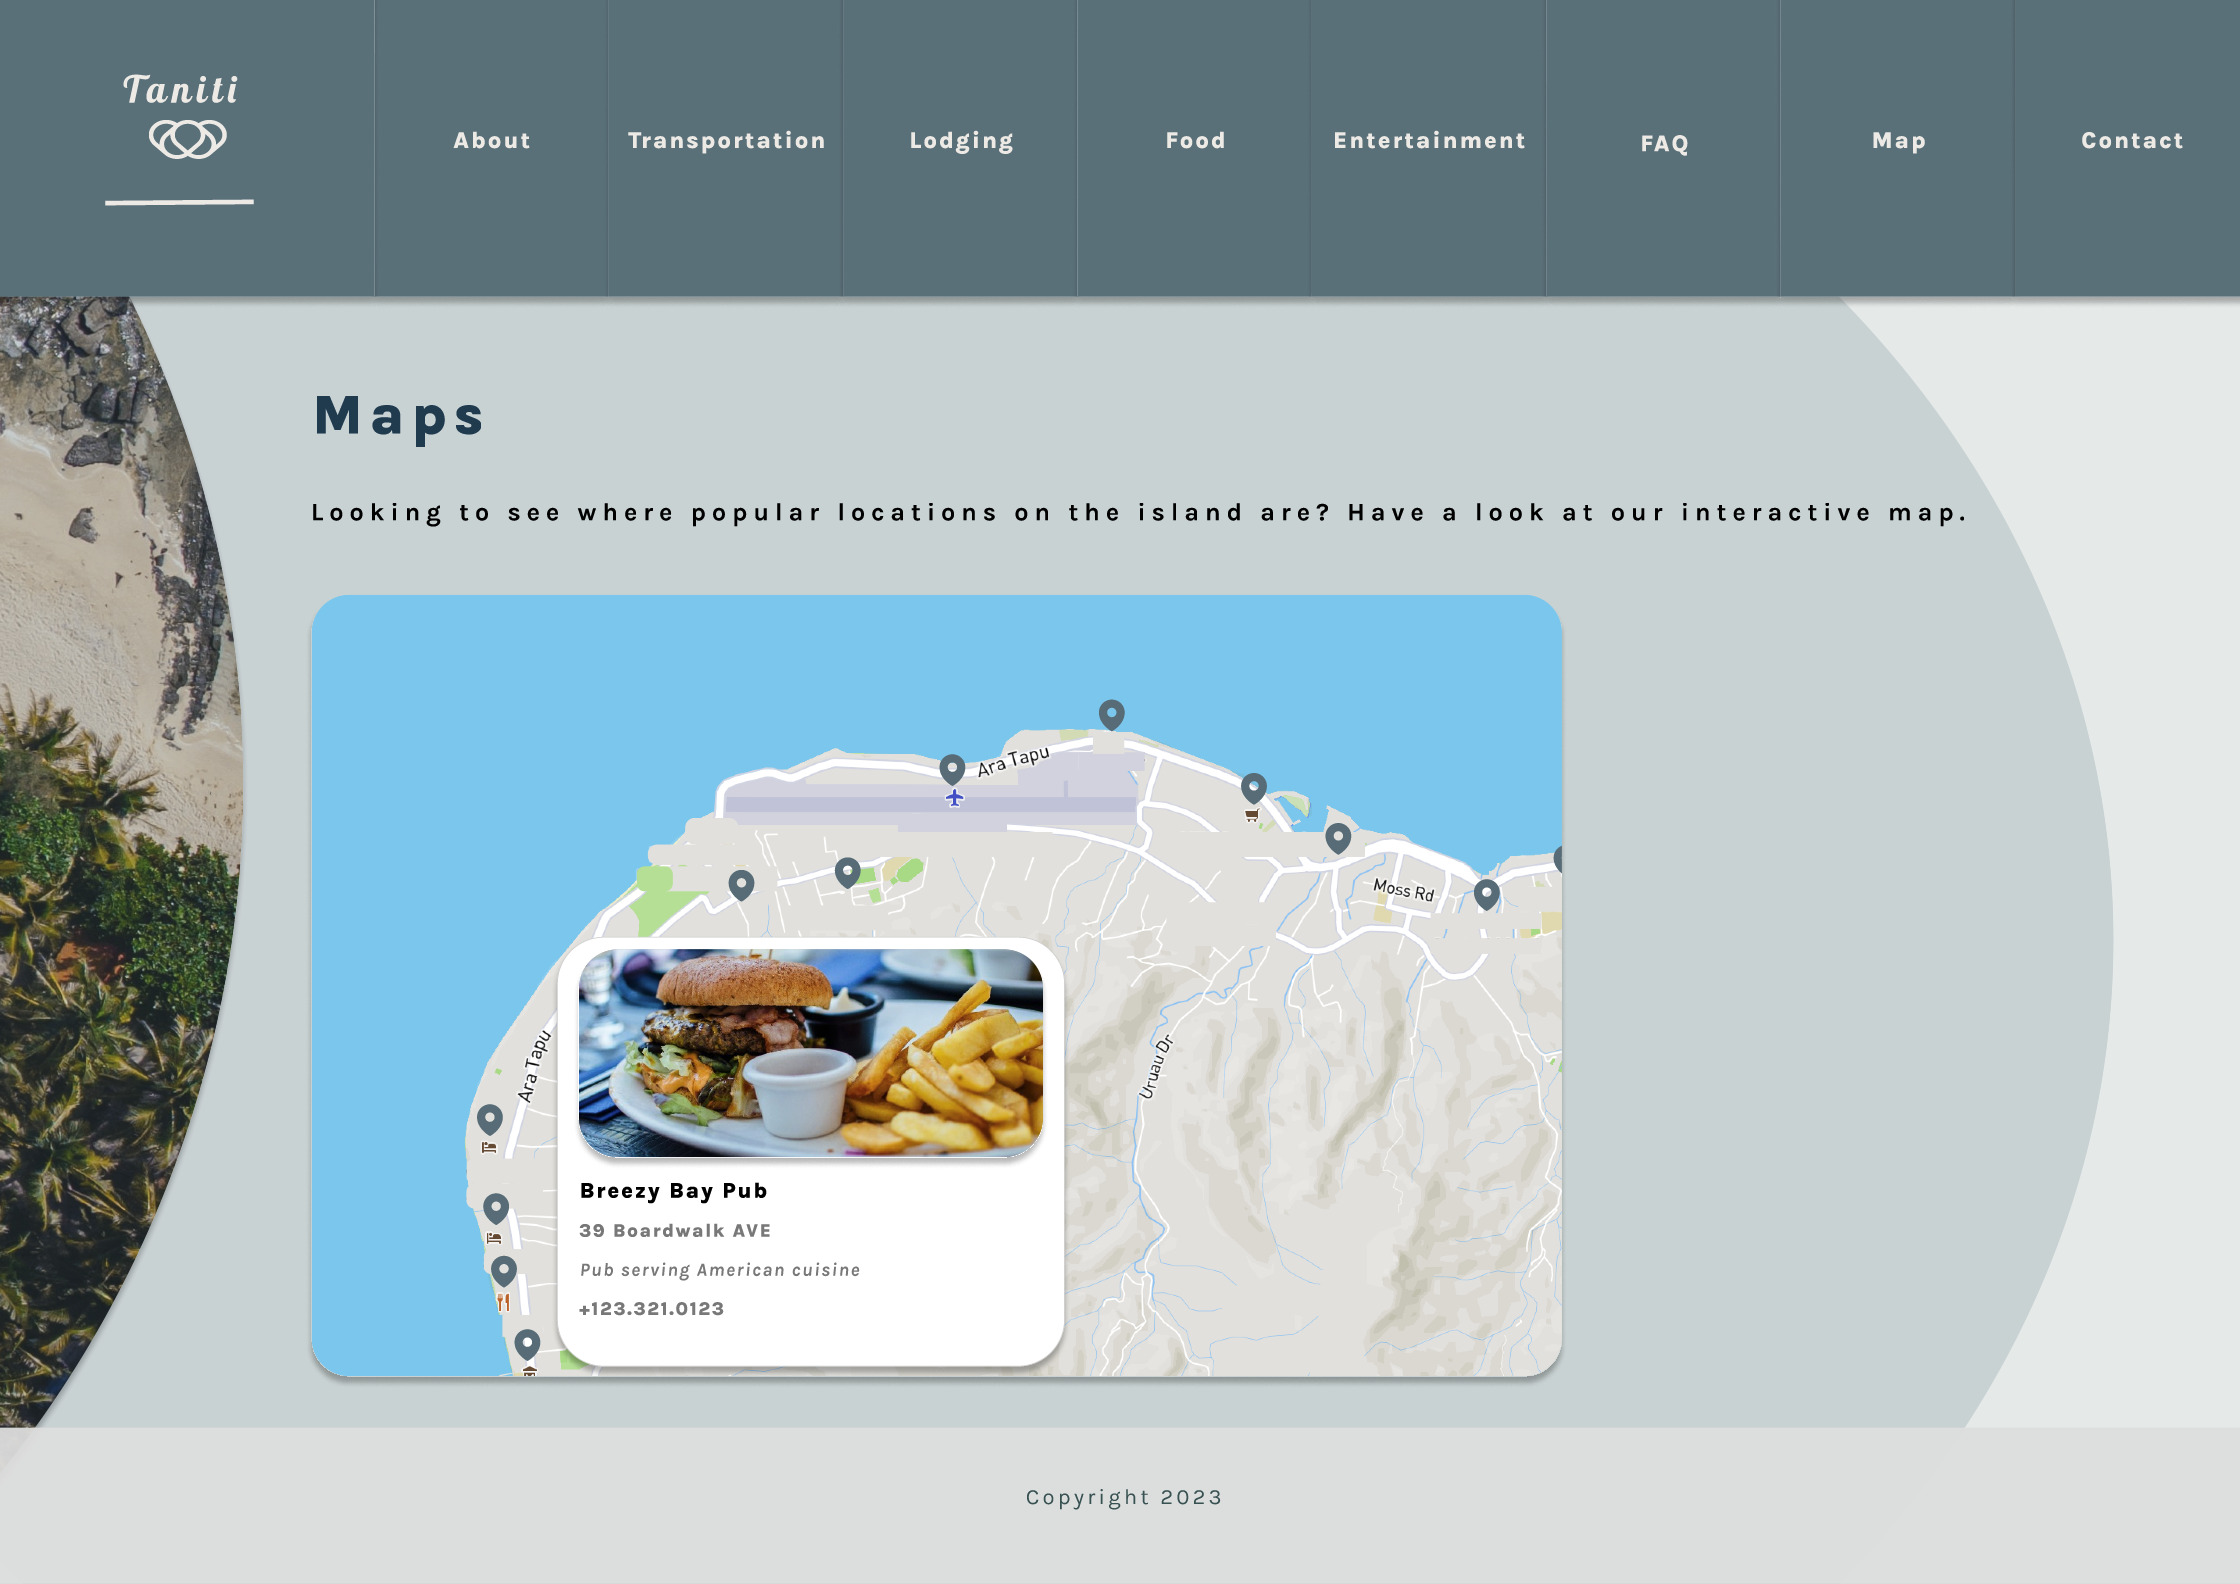 Taniti
About
Transportation
Lodging
Food
Entertainment
FAQ
Map
Contact
Maps
Looking to see where popular locations on the island are? Have a look at our interactive map.
Ara Tapu
Moss Rd
Ara Tapu
Uruau Dr
Breezy Bay Pub
39 Boardwalk AVE
Pub serving American cuisine
+123.321.0123
Copyright 2023